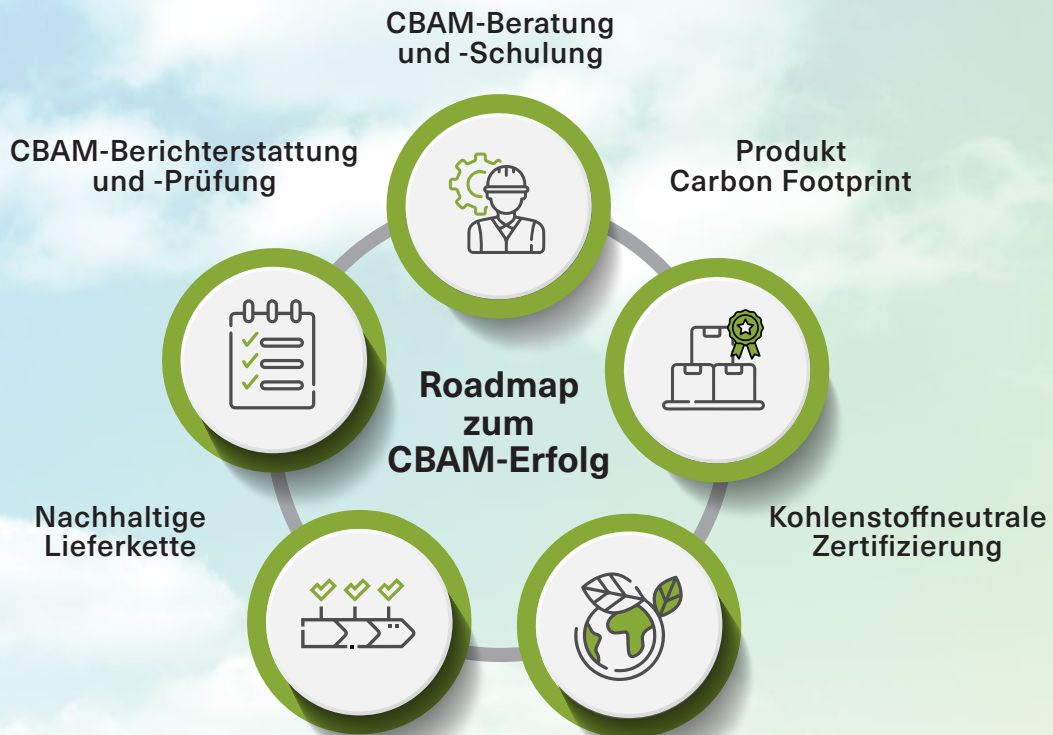 CBAM-Beratung
und -Schulung
CBAM-Berichterstattung
und -Prüfung
Produkt
Carbon Footprint
Roadmap
zum
CBAM-Erfolg
Nachhaltige
Lieferkette
Kohlenstoffneutrale
Zertifizierung